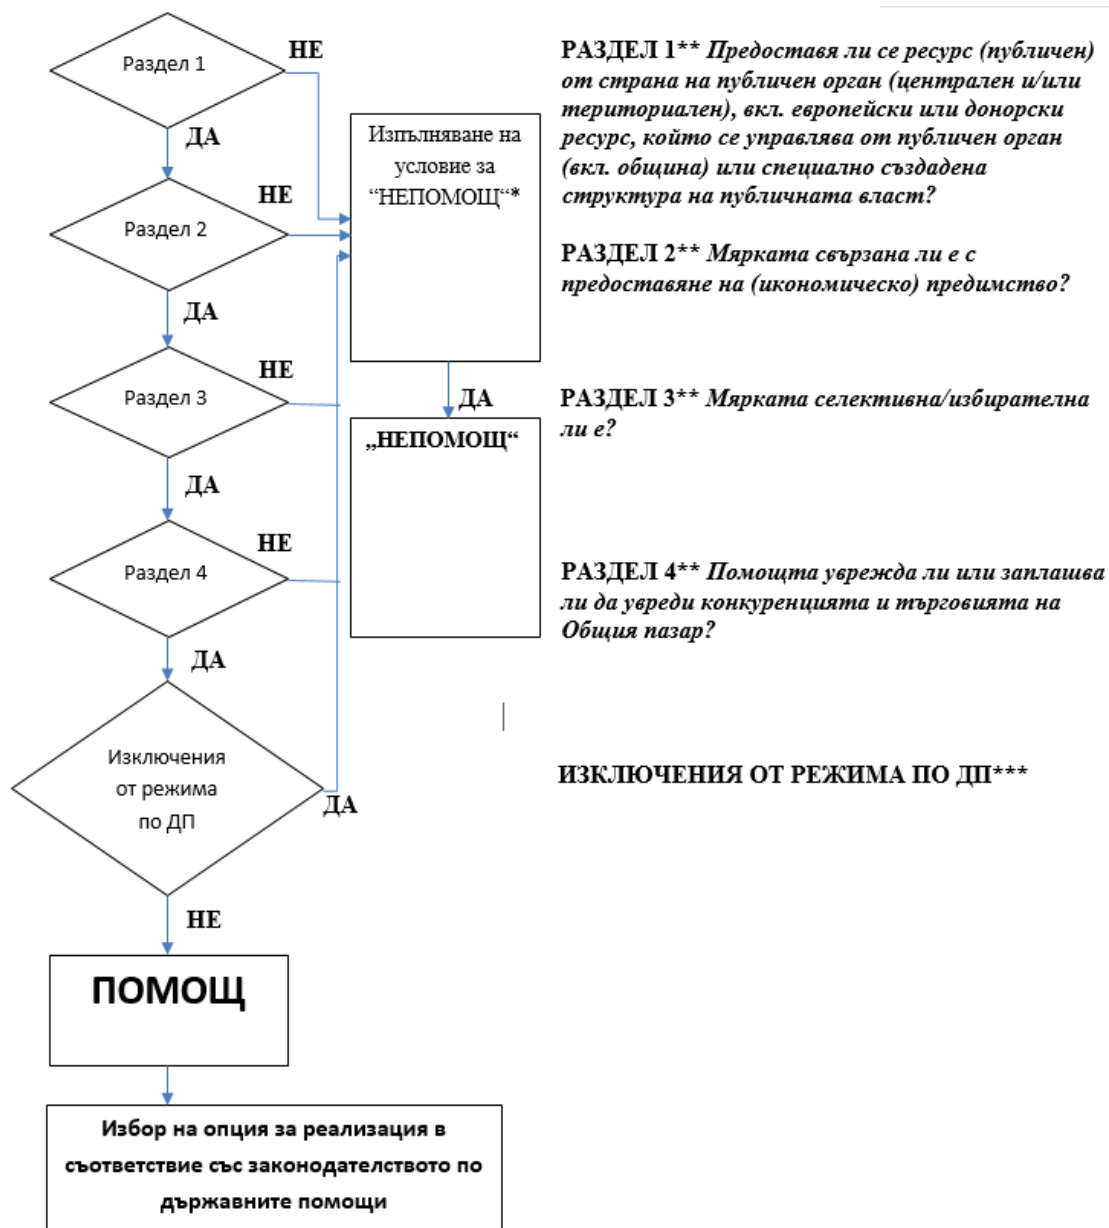 Раздел 1
НЕ
ДА
Раздел 2
НЕ
ДА
Раздел 3
НЕ
ДА
Раздел 4
НЕ
ДА
Изключения
от режима
по ДП
ДА
НЕ
ПОМОЩ
Избор на опция за реализация в
съответствие със законодателството по
държавните помощи
Изпълняване на
условие за
“НЕПОМОЩ“*
ДА
„НЕПОМОЩ“
РАЗДЕЛ 1** Предоставя ли се ресурс (публичен)
от страна на публичен орган (централен и/или
териториален), вкл. европейски или донорски
ресурс, който се управлява от публичен орган
(вкл. община) или специално създадена
структура на публичната власт?
РАЗДЕЛ 2** Мярката свързана ли е с
предоставяне на (икономическо) предимство?
РАЗДЕЛ 3** Мярката селективна/избирателна
ли е?
РАЗДЕЛ 4** Помощта уврежда ли или заплашва
ли да увреди конкуренцията и търговията на
Общия пазар?
ИЗКЛЮЧЕНИЯ ОТ РЕЖИМА ПО ДП***